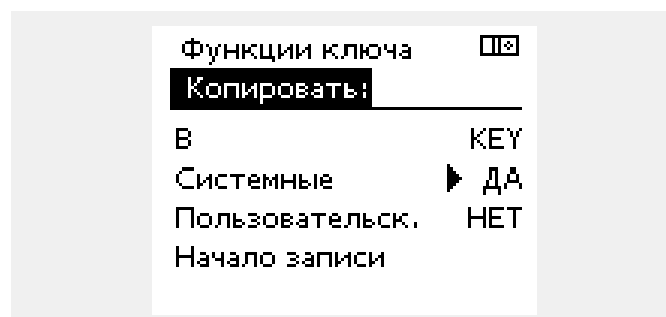 Функции ключа
Копировать:
В KEY
Системные ▶ ДА
Пользовательск. НЕТ
Начало записи